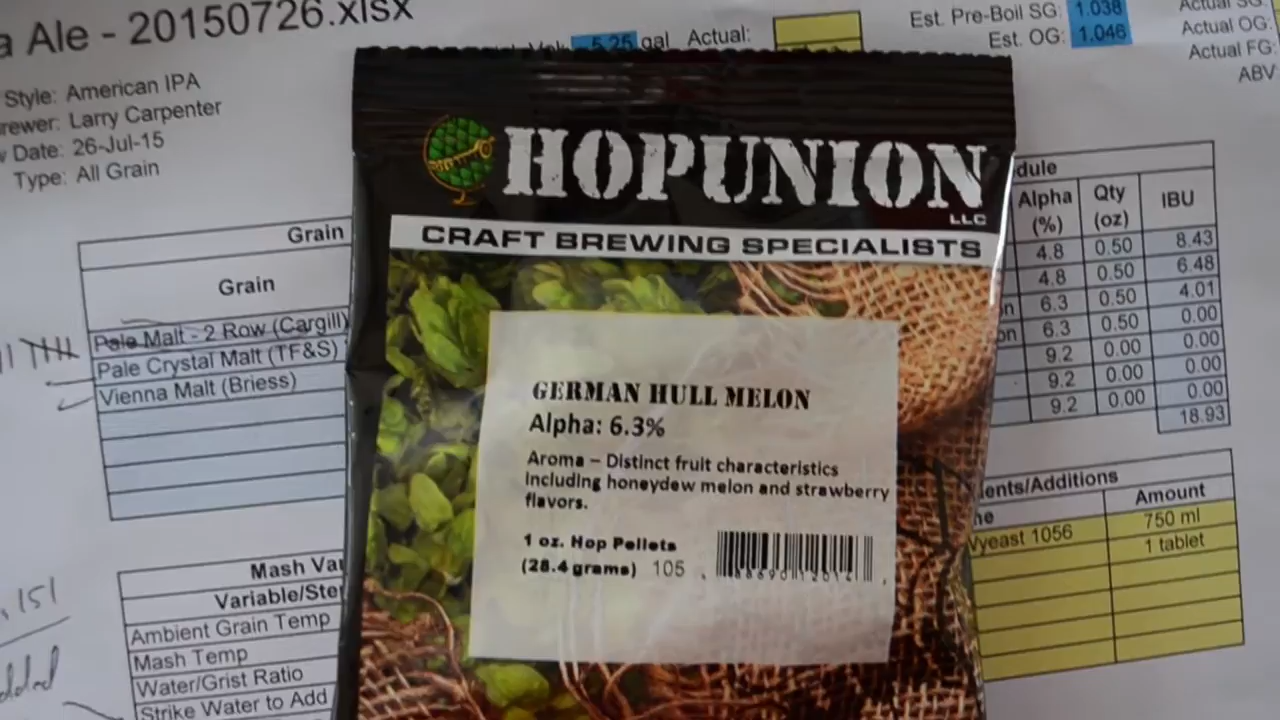 a Ale - 20150726.xlsx
Style: American IPA
Brewer: Larry Carpenter
Date: 26-Jul-15
Type: All Grain
5.25 gal Actual:
Est. Pre-Boil SG: 1.038
Est. OG: 1.046
Actual SG:
Actual OG:
Actual FG:
ABV
HOPUNION
LLC
CRAFT BREWING SPECIALISTS
GERMAN HULL MELON
Alpha: 6.3%
Aroma – Distinct fruit characteristics
including honeydew melon and strawberry
flavors.
1 oz. Hop Pellets
(28.4 grams) 105
Grain
Grain
Pale Malt - 2 Row (Cargill)
Pale Crystal Malt (TF&S)
Vienna Malt (Briess)
Mash Va
Variable/Ste
Ambient Grain Temp
Mash Temp
Water/Grist Ratio
Strike Water to Add
dule
Alpha (%) Qty (oz) IBU
4.8 0.50 8.43
4.8 0.50 6.48
6.3 0.50 4.01
6.3 0.50 0.00
9.2 0.00 0.00
9.2 0.00 0.00
9.2 0.00 0.00
18.93
ents/Additions
Amount
Wyeast 1056 750 ml
1 tablet
151